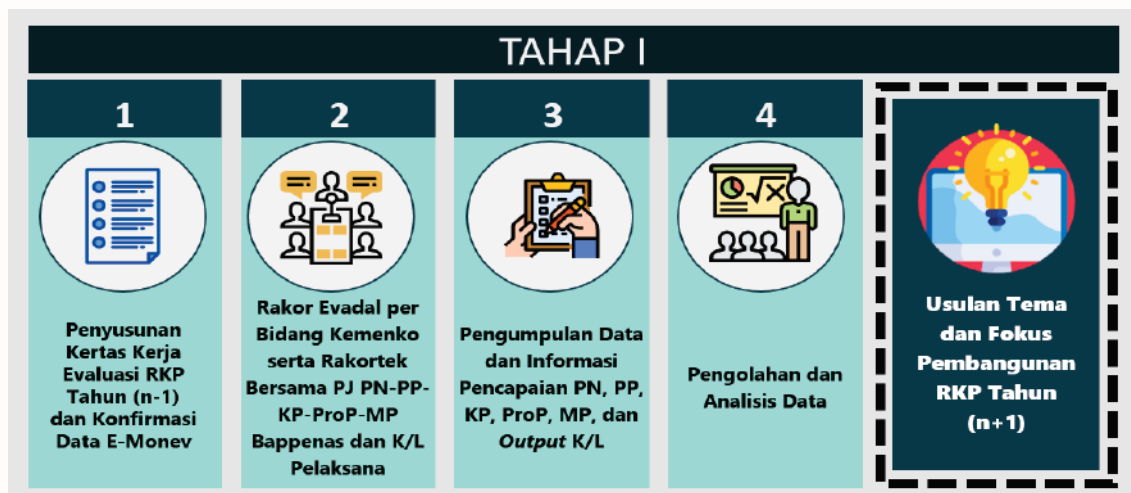 TAHAP I
1
Penyusunan
Kertas Kerja
Evaluasi RKP
Tahun (n-1)
dan Konfirmasi
Data E-Monev
2
Rakor Evadal per
Bidang Kemenko
serta Rakortek
Bersama PJ PN-PP-
KP-ProP-MP
Bappenas dan K/L
Pelaksana
3
Pengumpulan Data
dan Informasi
Pencapaian PN, PP,
KP, ProP, MP, dan
Output K/L
4
Pengolahan dan
Analisis Data
Usulan Tema
dan Fokus
Pembangunan
RKP Tahun
(n+1)